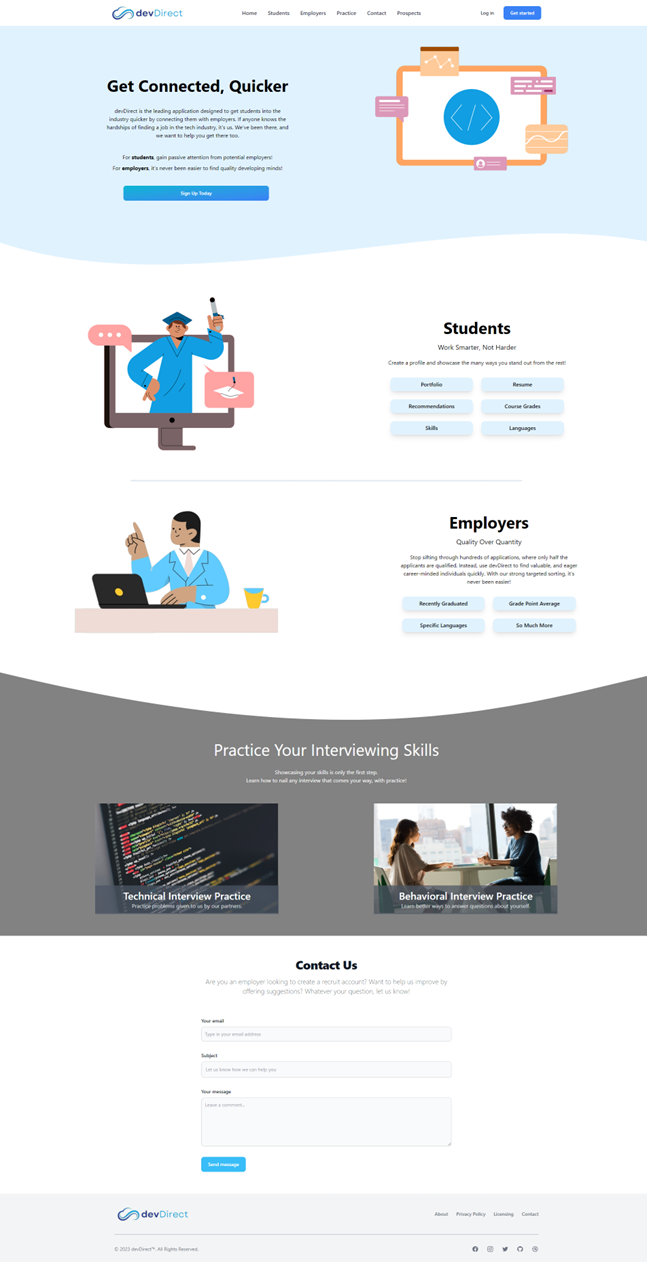 devDirect
Home Students Employers Practice Contact Prospects
Log in Get started
Get Connected, Quicker
devDirect is the leading application designed to get students into the
industry quicker by connecting them with employers. If anyone knows the
hardships of finding a job in the tech industry, it's us. We've been there, and
we want to help you get there too.
For students, gain passive attention from potential employers!
For employers, it's never been easier to find quality developing minds!
Sign Up Today
</>
Students
Work Smarter, Not Harder
Create a profile and showcase the many ways you stand out from the rest!
Portfolio Resume
Recommendations Course Grades
Skills Languages
Employers
Quality Over Quantity
Stop sifting through hundreds of applications, where only half the
applicants are qualified. Instead, use devDirect to find valuable, and eager
career-minded individuals quickly. With our strong targeted sorting, it's
never been easier!
Recently Graduated Grade Point Average
Specific Languages So Much More
Practice Your Interviewing Skills
Showcasing your skills is only the first step.
Learn how to nail any interview that comes your way, with practice!
Technical Interview Practice
Practice problems given to us by our partners.
Behavioral Interview Practice
Learn better ways to answer questions about yourself.
Contact Us
Are you an employer looking to create a recruit account? Want to help us improve by
offering suggestions? Whatever your question, let us know!
Your email
Type in your email address
Subject
Let us know how we can help you
Your message
Leave a comment...
Send message
devDirect
About Privacy Policy Licensing Contact
© 2023 devDirect™. All Rights Reserved.